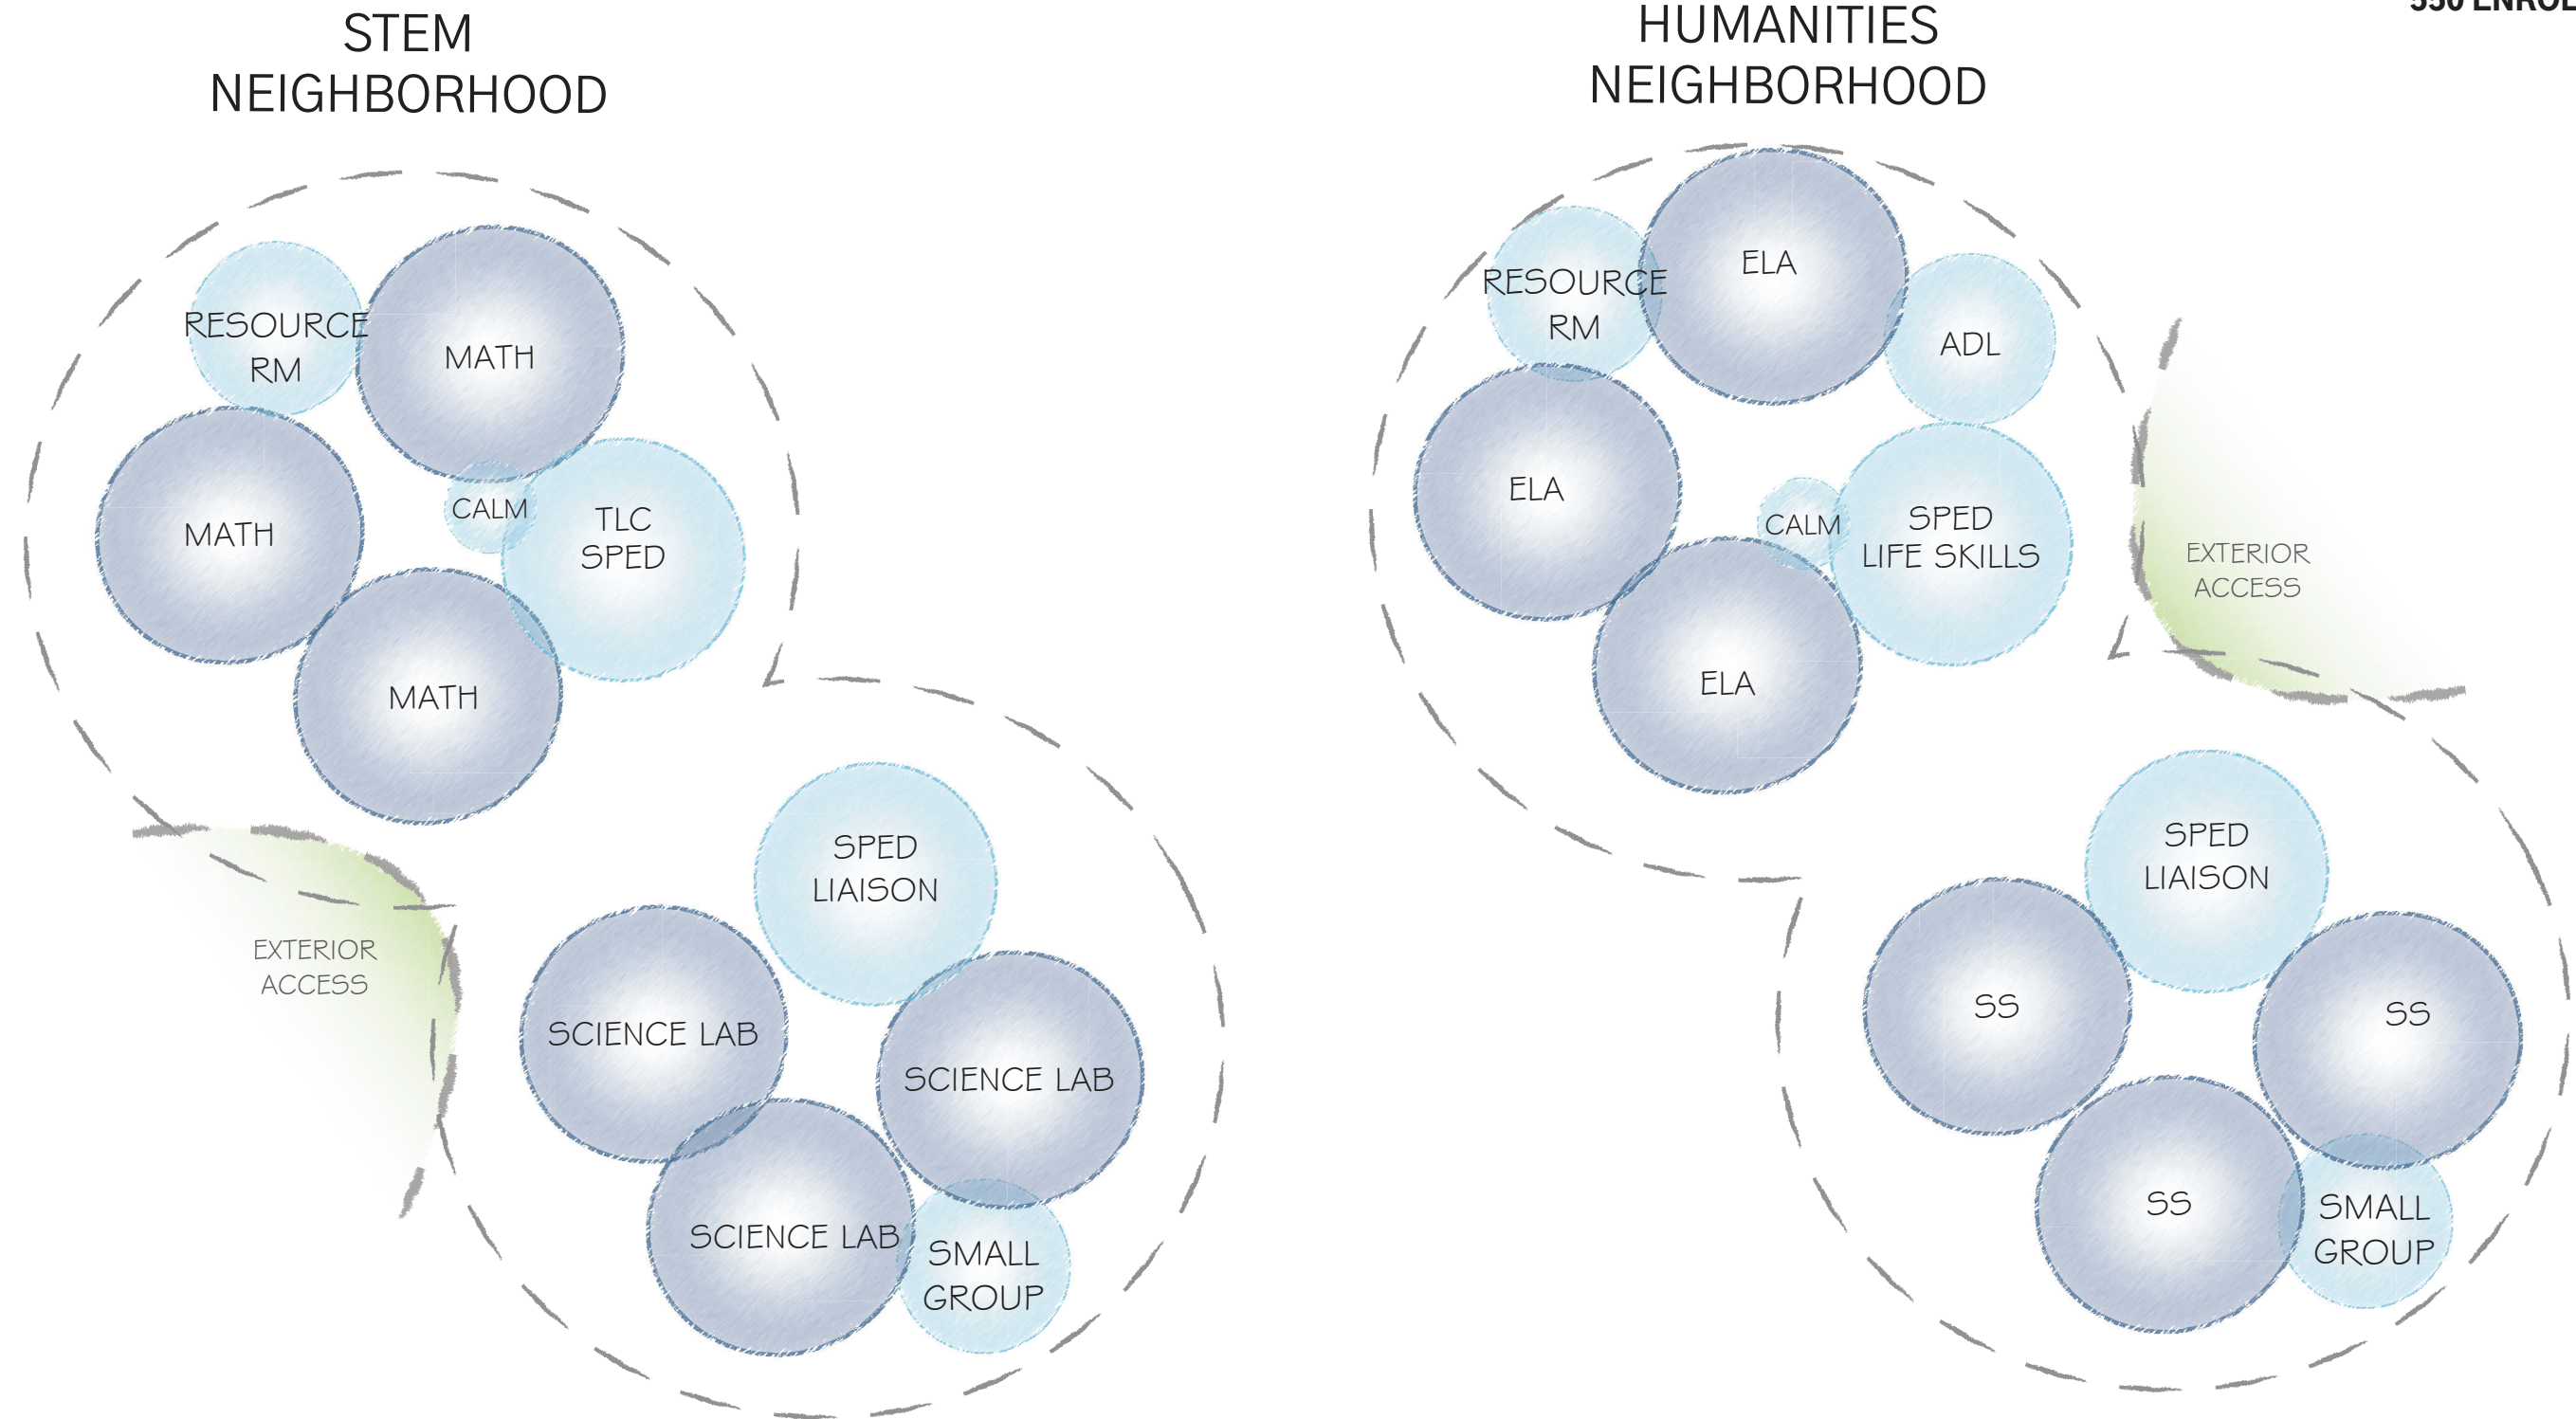 STEM
NEIGHBORHOOD
RESOURCE
RM
MATH
MATH
CALM
TLC
SPED
MATH
SPED
LIAISON
EXTERIOR
ACCESS
SCIENCE LAB
SCIENCE LAB
SCIENCE LAB
SMALL
GROUP
HUMANITIES
NEIGHBORHOOD
550
ELA
RESOURCE
RM
ADL
ELA
CALM
SPED
LIFE SKILLS
EXTERIOR
ACCESS
ELA
SPED
LIAISON
SS
SS
SS
SMALL
GROUP